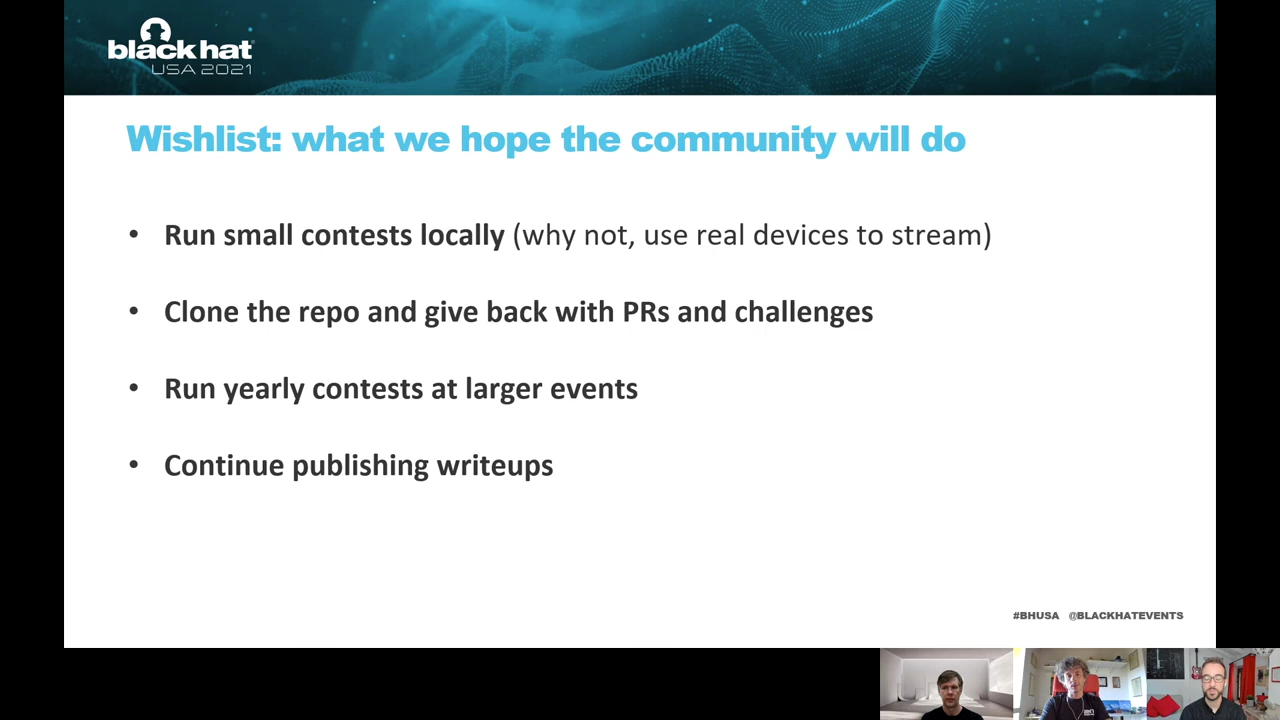 black hat
USA 2021
Wishlist: what we hope the community will do
• Run small contests locally (why not, use real devices to stream)
• Clone the repo and give back with PRs and challenges
• Run yearly contests at larger events
• Continue publishing writeups
#BHUSA @BLACKHATEVENTS